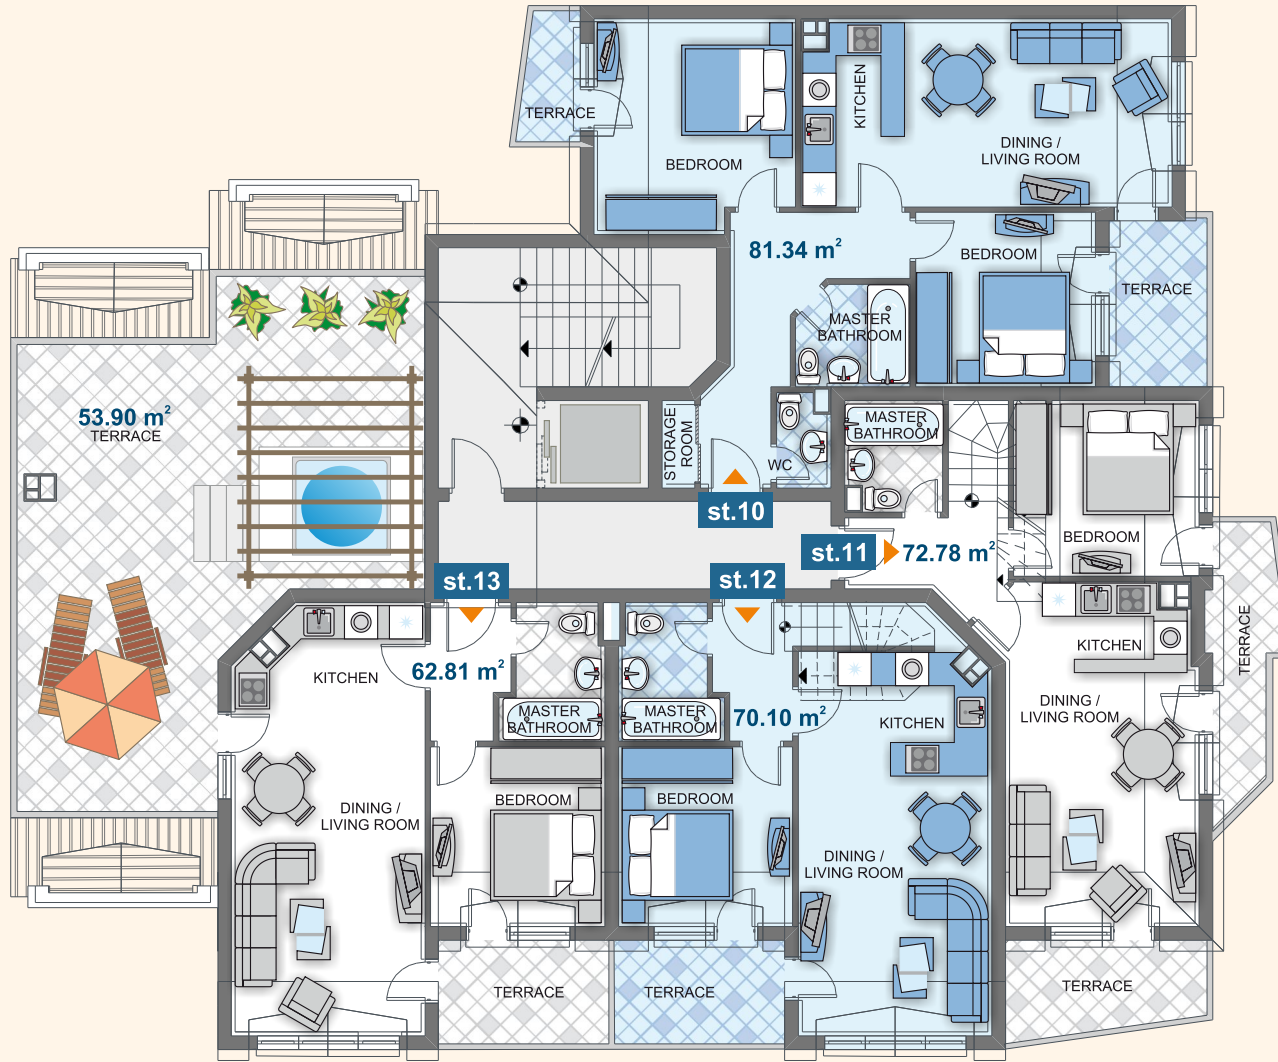 TERRACE
BEDROOM
KITCHEN
DINING /
LIVING ROOM
81.34 m²
BEDROOM
TERRACE
MASTER
BATHROOM
53.90 m²
TERRACE
STORAGE
ROOM
WC
MASTER
BATHROOM
st.10
st.11
72.78 m²
BEDROOM
st.13
st.12
TERRACE
KITCHEN
62.81 m²
KITCHEN
MASTER
BATHROOM
MASTER
BATHROOM
70.10 m²
KITCHEN
DINING /
LIVING ROOM
BEDROOM
BEDROOM
DINING /
LIVING ROOM
DINING /
LIVING ROOM
TERRACE
TERRACE
TERRACE